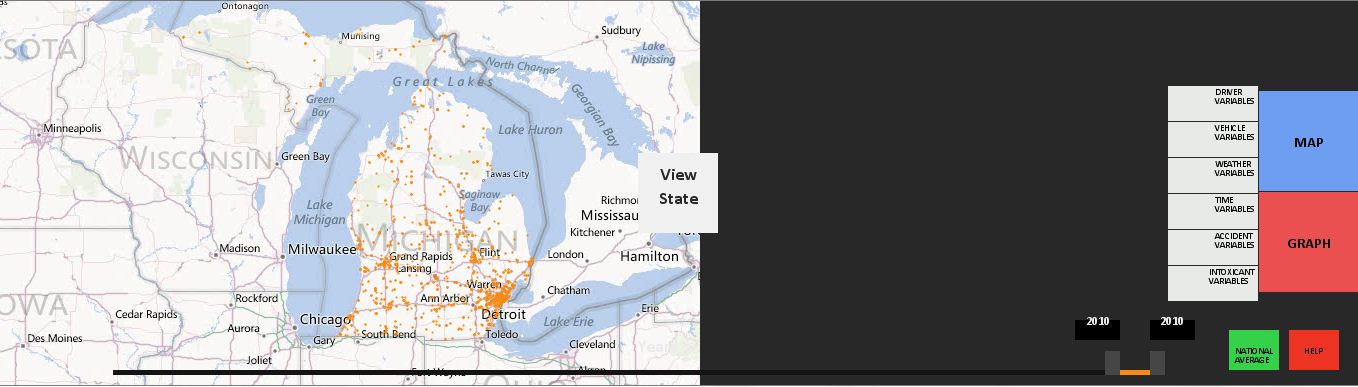 Ontonagon
Munising
Sudbury
Lake
Nipissing
North Channel
Great Lakes
Georgian Bay
Green
Bay
Minneapolis
WISCONSIN
Green Bay
Lake Huron
Tawas City
Saginaw
Bay
Lake
Michigan
MICHIGAN
Madison
Milwaukee
Grand Rapids
Lansing
Flint
Warren
Ann Arbor
Detroit
Richmo
Mississau
Kitchener
London
Hamilton
Chatham
Lake Erie
Erie
Rockford
Cedar Rapids
Des Moines
Aurora
Chicago
Joliet
Gary
South Bend
Toledo
Cleveland
Akron
Fort Wayne
View
State
DRIVER
VARIABLES
VEHICLE
VARIABLES
WEATHER
VARIABLES
TIME
VARIABLES
ACCIDENT
VARIABLES
INTOXICANT
VARIABLES
MAP
GRAPH
2010
2010
NATIONAL
AVERAGE
HELP
Year